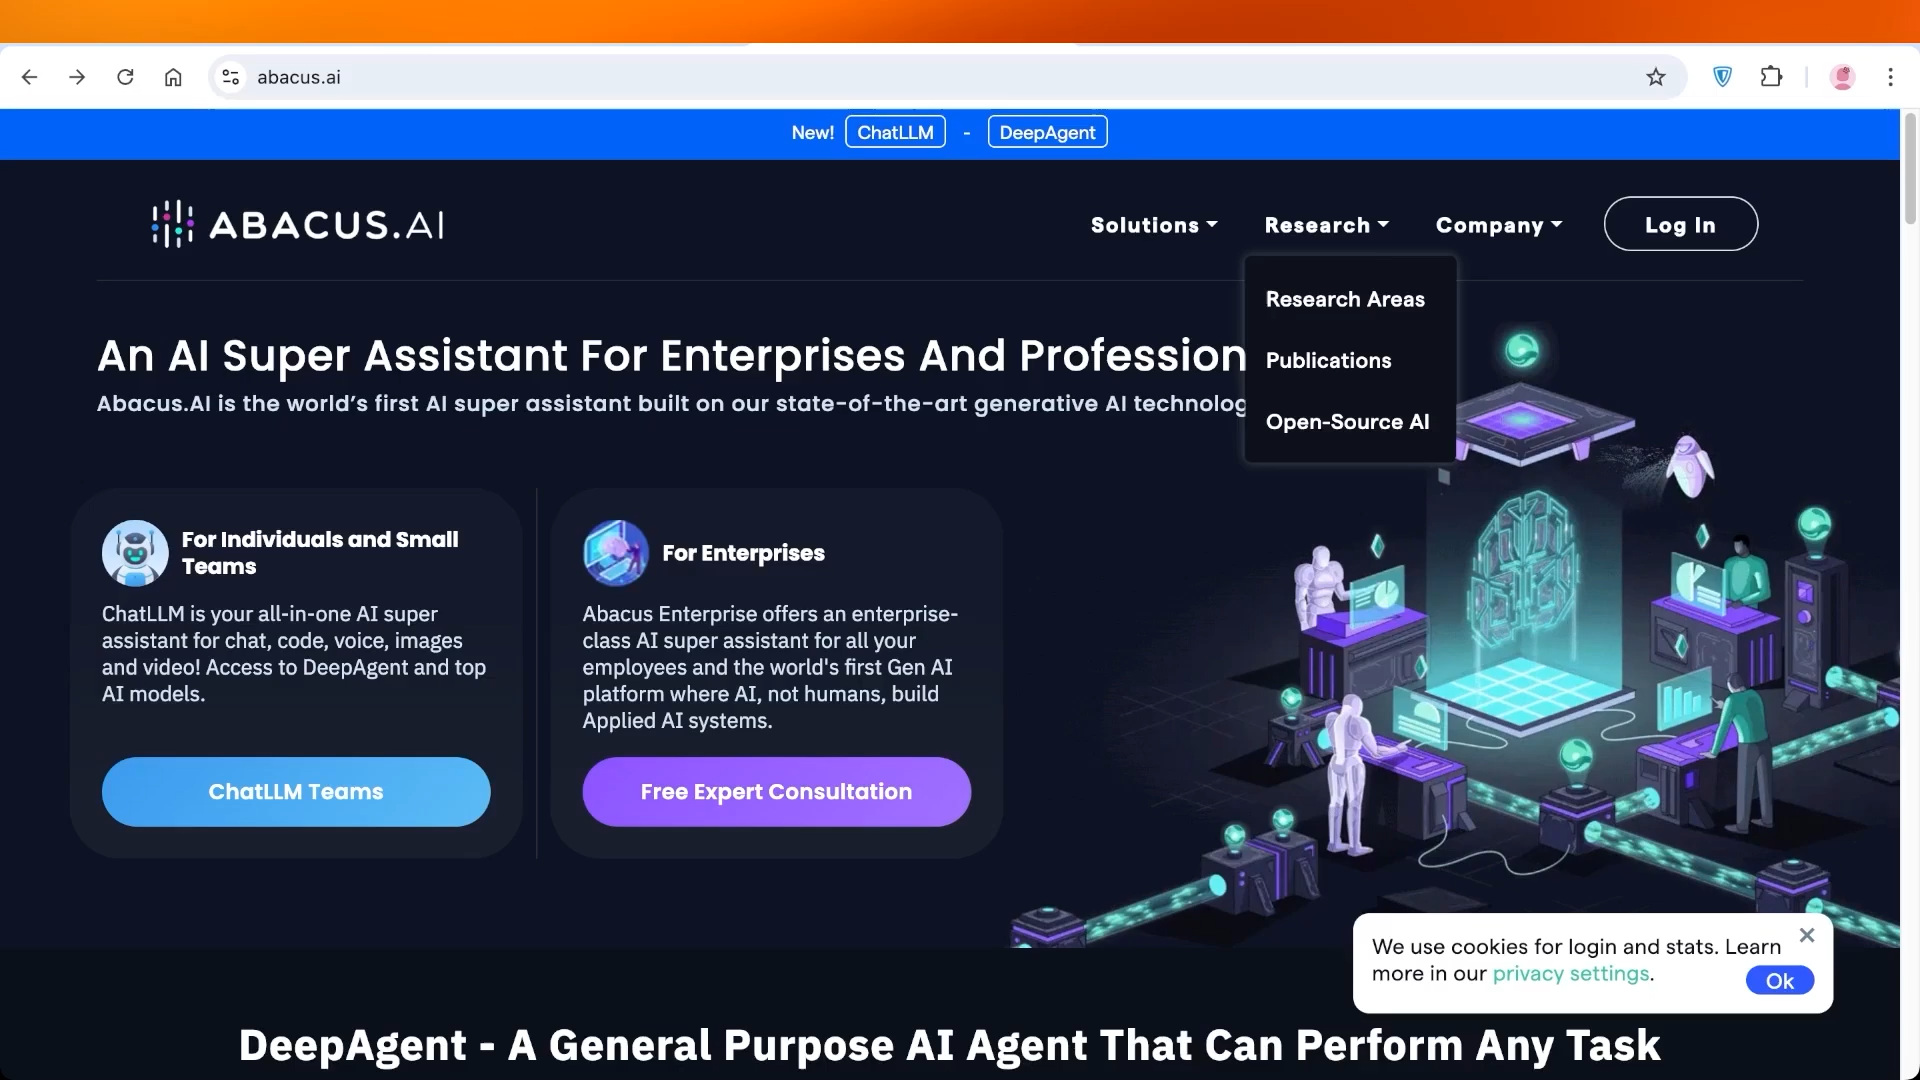 abacus.ai
New! ChatLLM - DeepAgent
ABACUS.AI
Solutions Research Company Log In
Research Areas
Publications
Open-Source AI
An AI Super Assistant For Enterprises And Profession
Abacus.AI is the world's first AI super assistant built on our state-of-the-art generative AI technolog
For Individuals and Small
Teams
ChatLLM is your all-in-one AI super
assistant for chat, code, voice, images
and video! Access to DeepAgent and top
AI models.
ChatLLM Teams
For Enterprises
Abacus Enterprise offers an enterprise-
class AI super assistant for all your
employees and the world's first Gen AI
platform where AI, not humans, build
Applied AI systems.
Free Expert Consultation
We use cookies for login and stats. Learn
more in our privacy settings.
Ok
DeepAgent - A General Purpose AI Agent That Can Perform Any Task